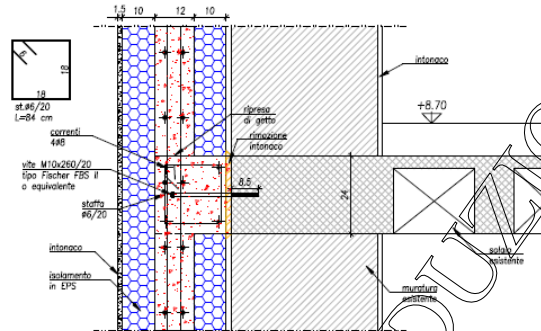 1.5 10 12 10
6
18
18
st.ø6/20
L=84 cm
intonaco
+8.70
ripresa
di getto
rimozione
intonaco
correnti
4ø8
vite M10x260/20
tipo Fischer FBS II
o equivalente
8.5
staffa
ø6/20
24
intonaco
isolamento
in EPS
solaio
esistente
muratura
esistente